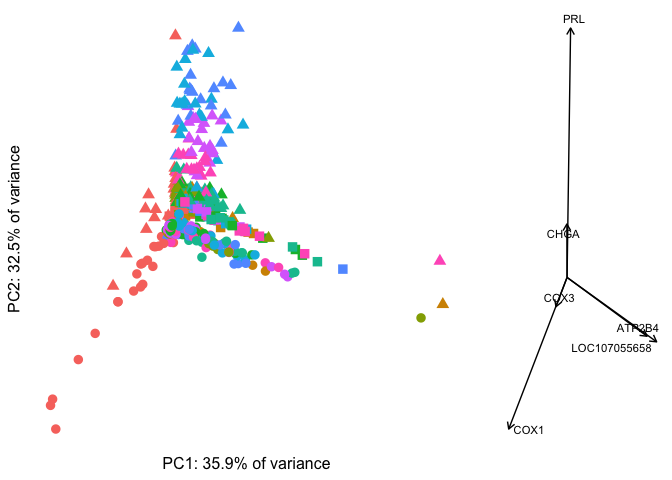 PRL
PC2: 32.5% of variance
CHGA
COX3
ATP2B4
LOC107055658
COX1
PC1: 35.9% of variance